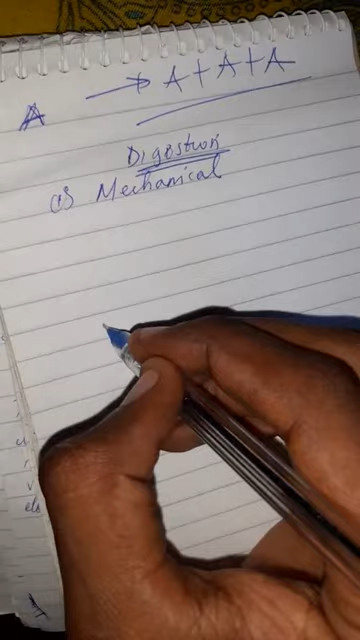 A → A + A + A
Digestion
a) Mechanical